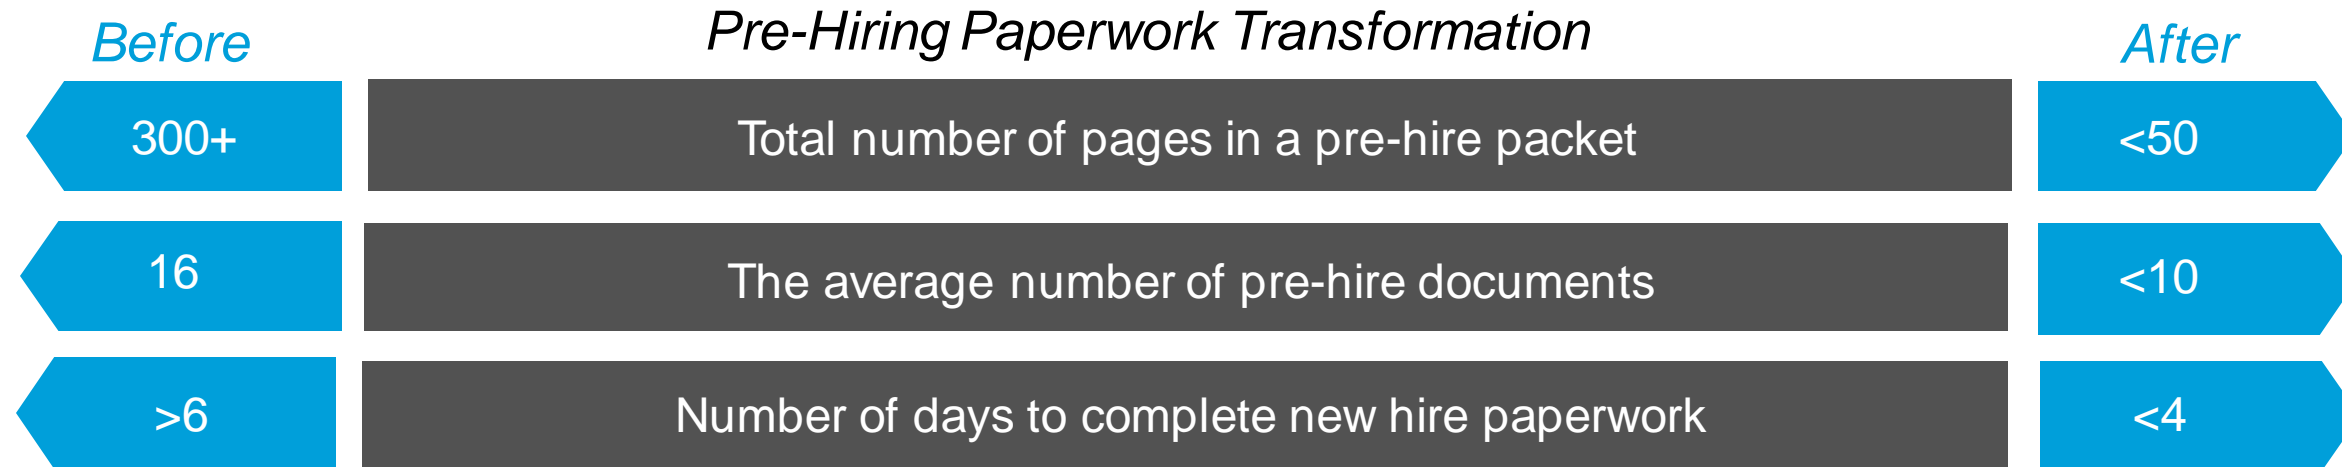 Before
Pre-Hiring Paperwork Transformation
After
300+
Total number of pages in a pre-hire packet
<50
16
The average number of pre-hire documents
<10
>6
Number of days to complete new hire paperwork
<4